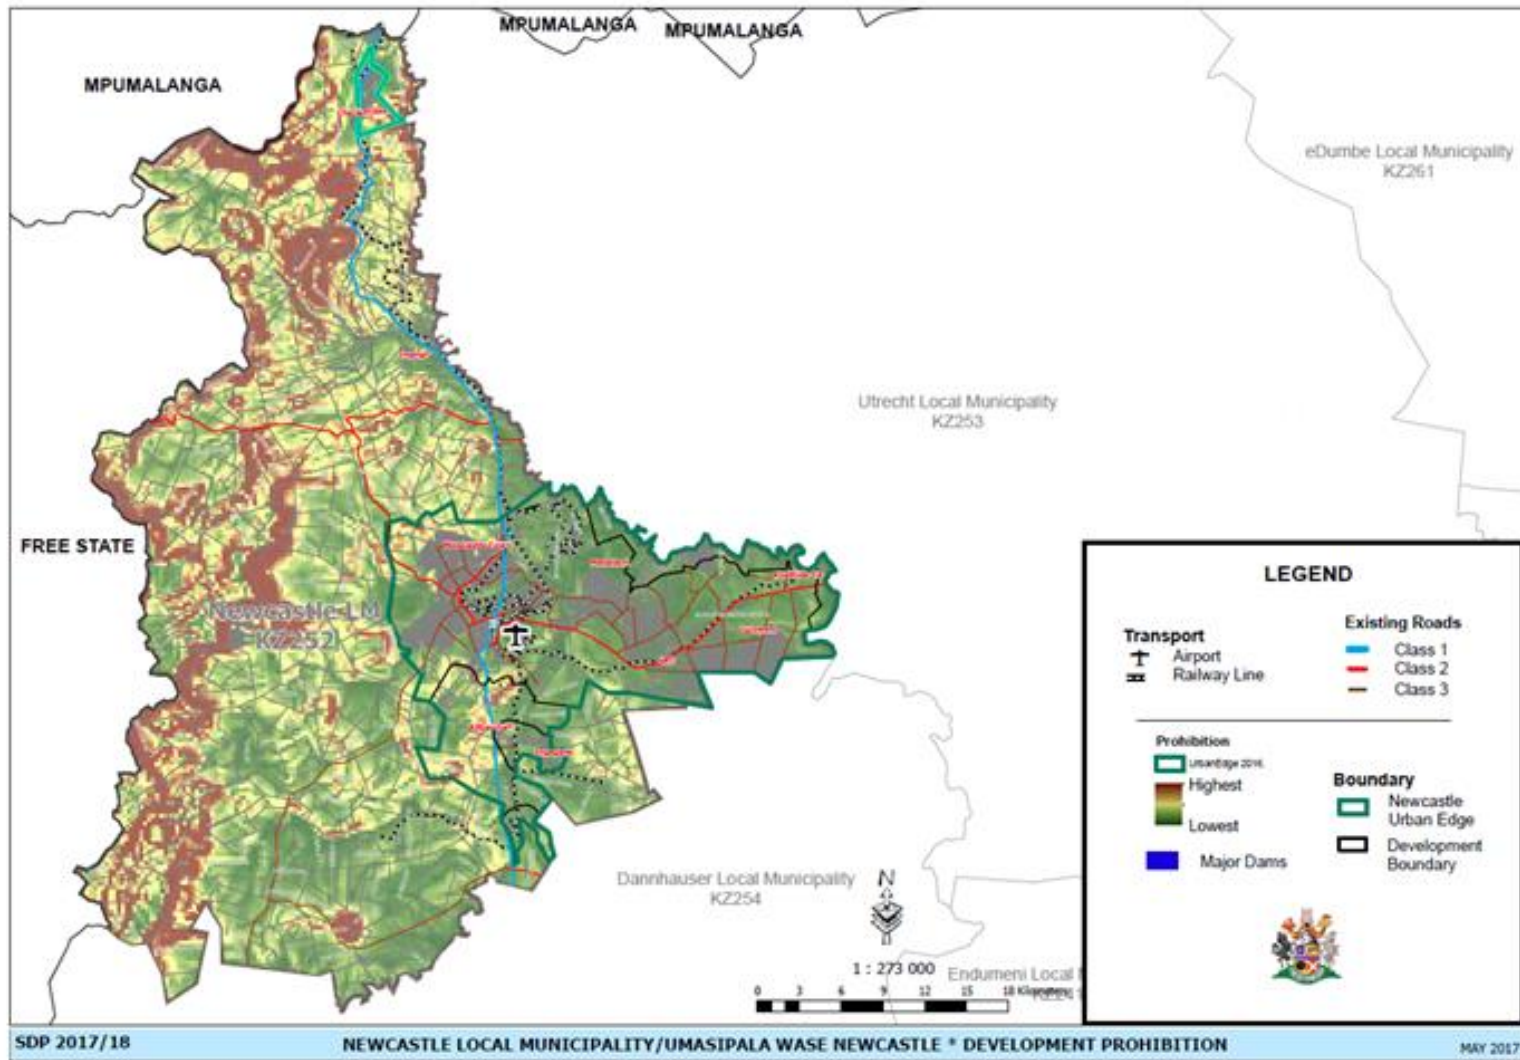 MPUMALANGA
MPUMALANGA
MPUMALANGA
eDumbe Local Municipality
KZ261
Utrecht Local Municipality
KZ253
FREE STATE
Newcastle LM
KZ252
Dannhauser Local Municipality
KZ254
N
1 : 273 000
Endumeni Local
0 3 6 9 12 15 18 Kilometers
LEGEND
Transport
Airport
Railway Line
Existing Roads
Class 1
Class 2
Class 3
Prohibition
UrbanEdge 2016.
Highest
Lowest
Major Dams
Boundary
Newcastle
Urban Edge
Development
Boundary
SDP 2017/18
NEWCASTLE LOCAL MUNICIPALITY/UMASIPALA WASE NEWCASTLE * DEVELOPMENT PROHIBITION
MAY 2017